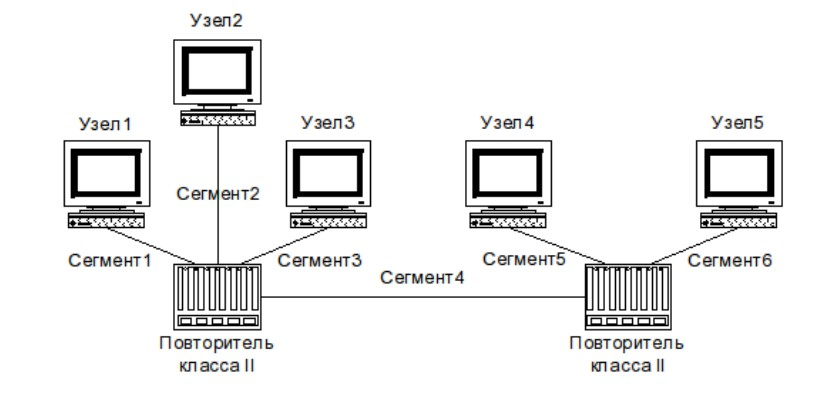 Узел2
Узел1
Узел3
Узел4
Узел5
Сегмент2
Сегмент1
Сегмент3
Сегмент4
Сегмент5
Сегмент6
Повторитель
класса II
Повторитель
класса II